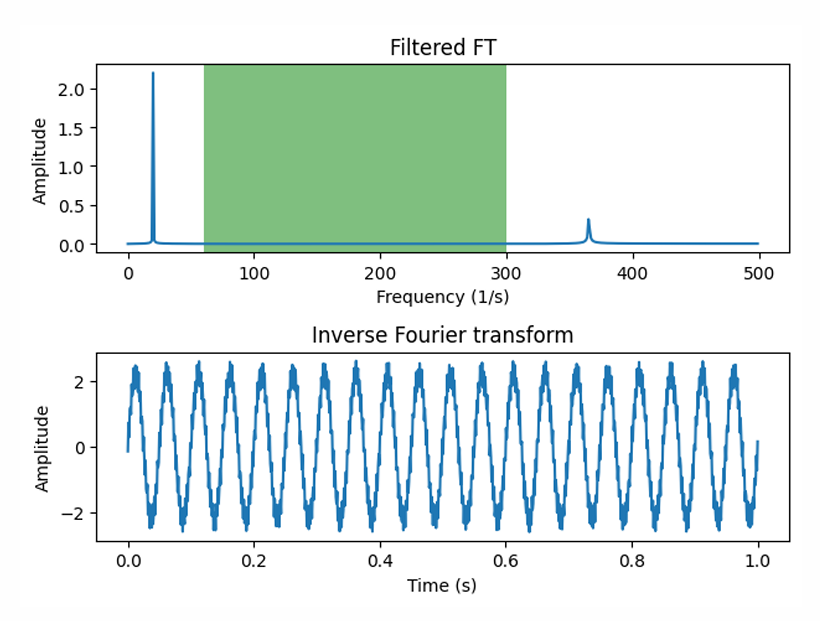 Filtered FT
2.0
1.5
1.0
0.5
0.0
Amplitude
0 100 200 300 400 500
Frequency (1/s)
Inverse Fourier transform
2
0
−2
Amplitude
0.0 0.2 0.4 0.6 0.8 1.0
Time (s)